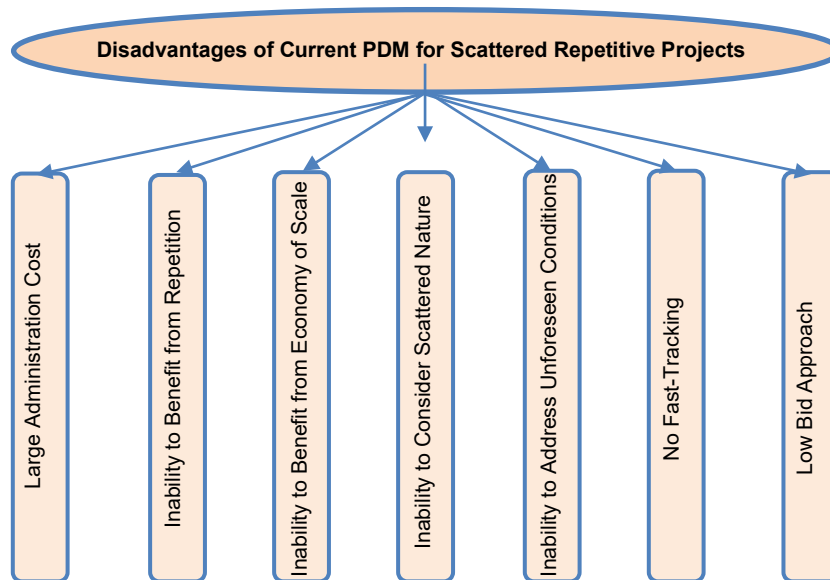 Disadvantages of Current PDM for Scattered Repetitive Projects
Large Administration Cost
Inability to Benefit from Repetition
Inability to Benefit from Economy of Scale
Inability to Consider Scattered Nature
Inability to Address Unforeseen Conditions
No Fast-Tracking
Low Bid Approach